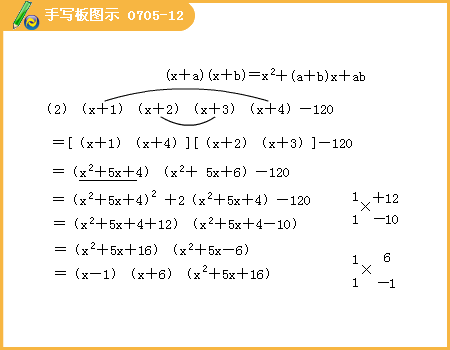 手写板图示 0705-12
(x+a)(x+b)=x²+(a+b)x+ab
(2) (x+1) (x+2) (x+3) (x+4) -120
=[ (x+1) (x+4) ][ (x+2) (x+3) ]-120
= (x²+5x+4) (x²+ 5x+6) -120
= (x²+5x+4)² +2 (x²+5x+4) -120
1 +12
× 
1 -10
= (x²+5x+4+12) (x²+5x+4-10)
= (x²+5x+16) (x²+5x-6)
1 6
×
1 -1
= (x-1) (x+6) (x²+5x+16)